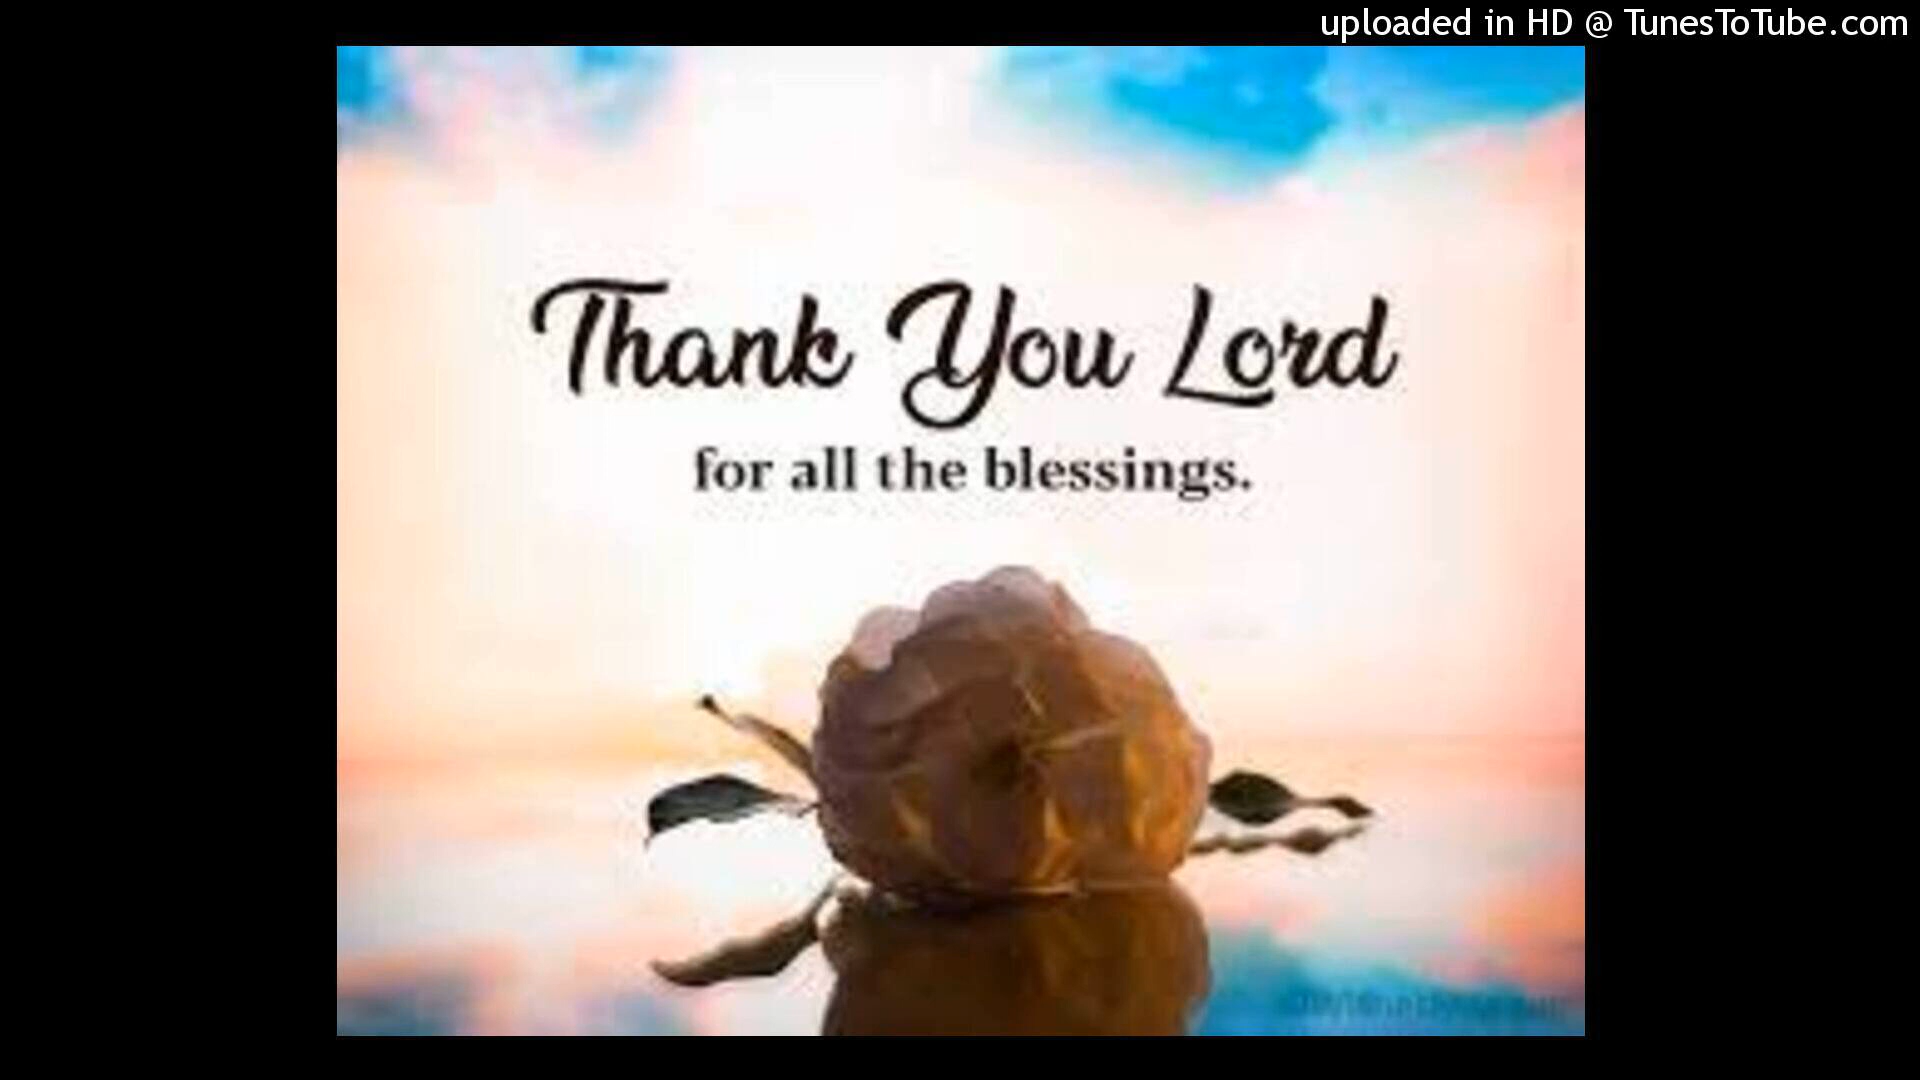 uploaded in HD @ TunesToTube.com
Thank You Lord
for all the blessings.